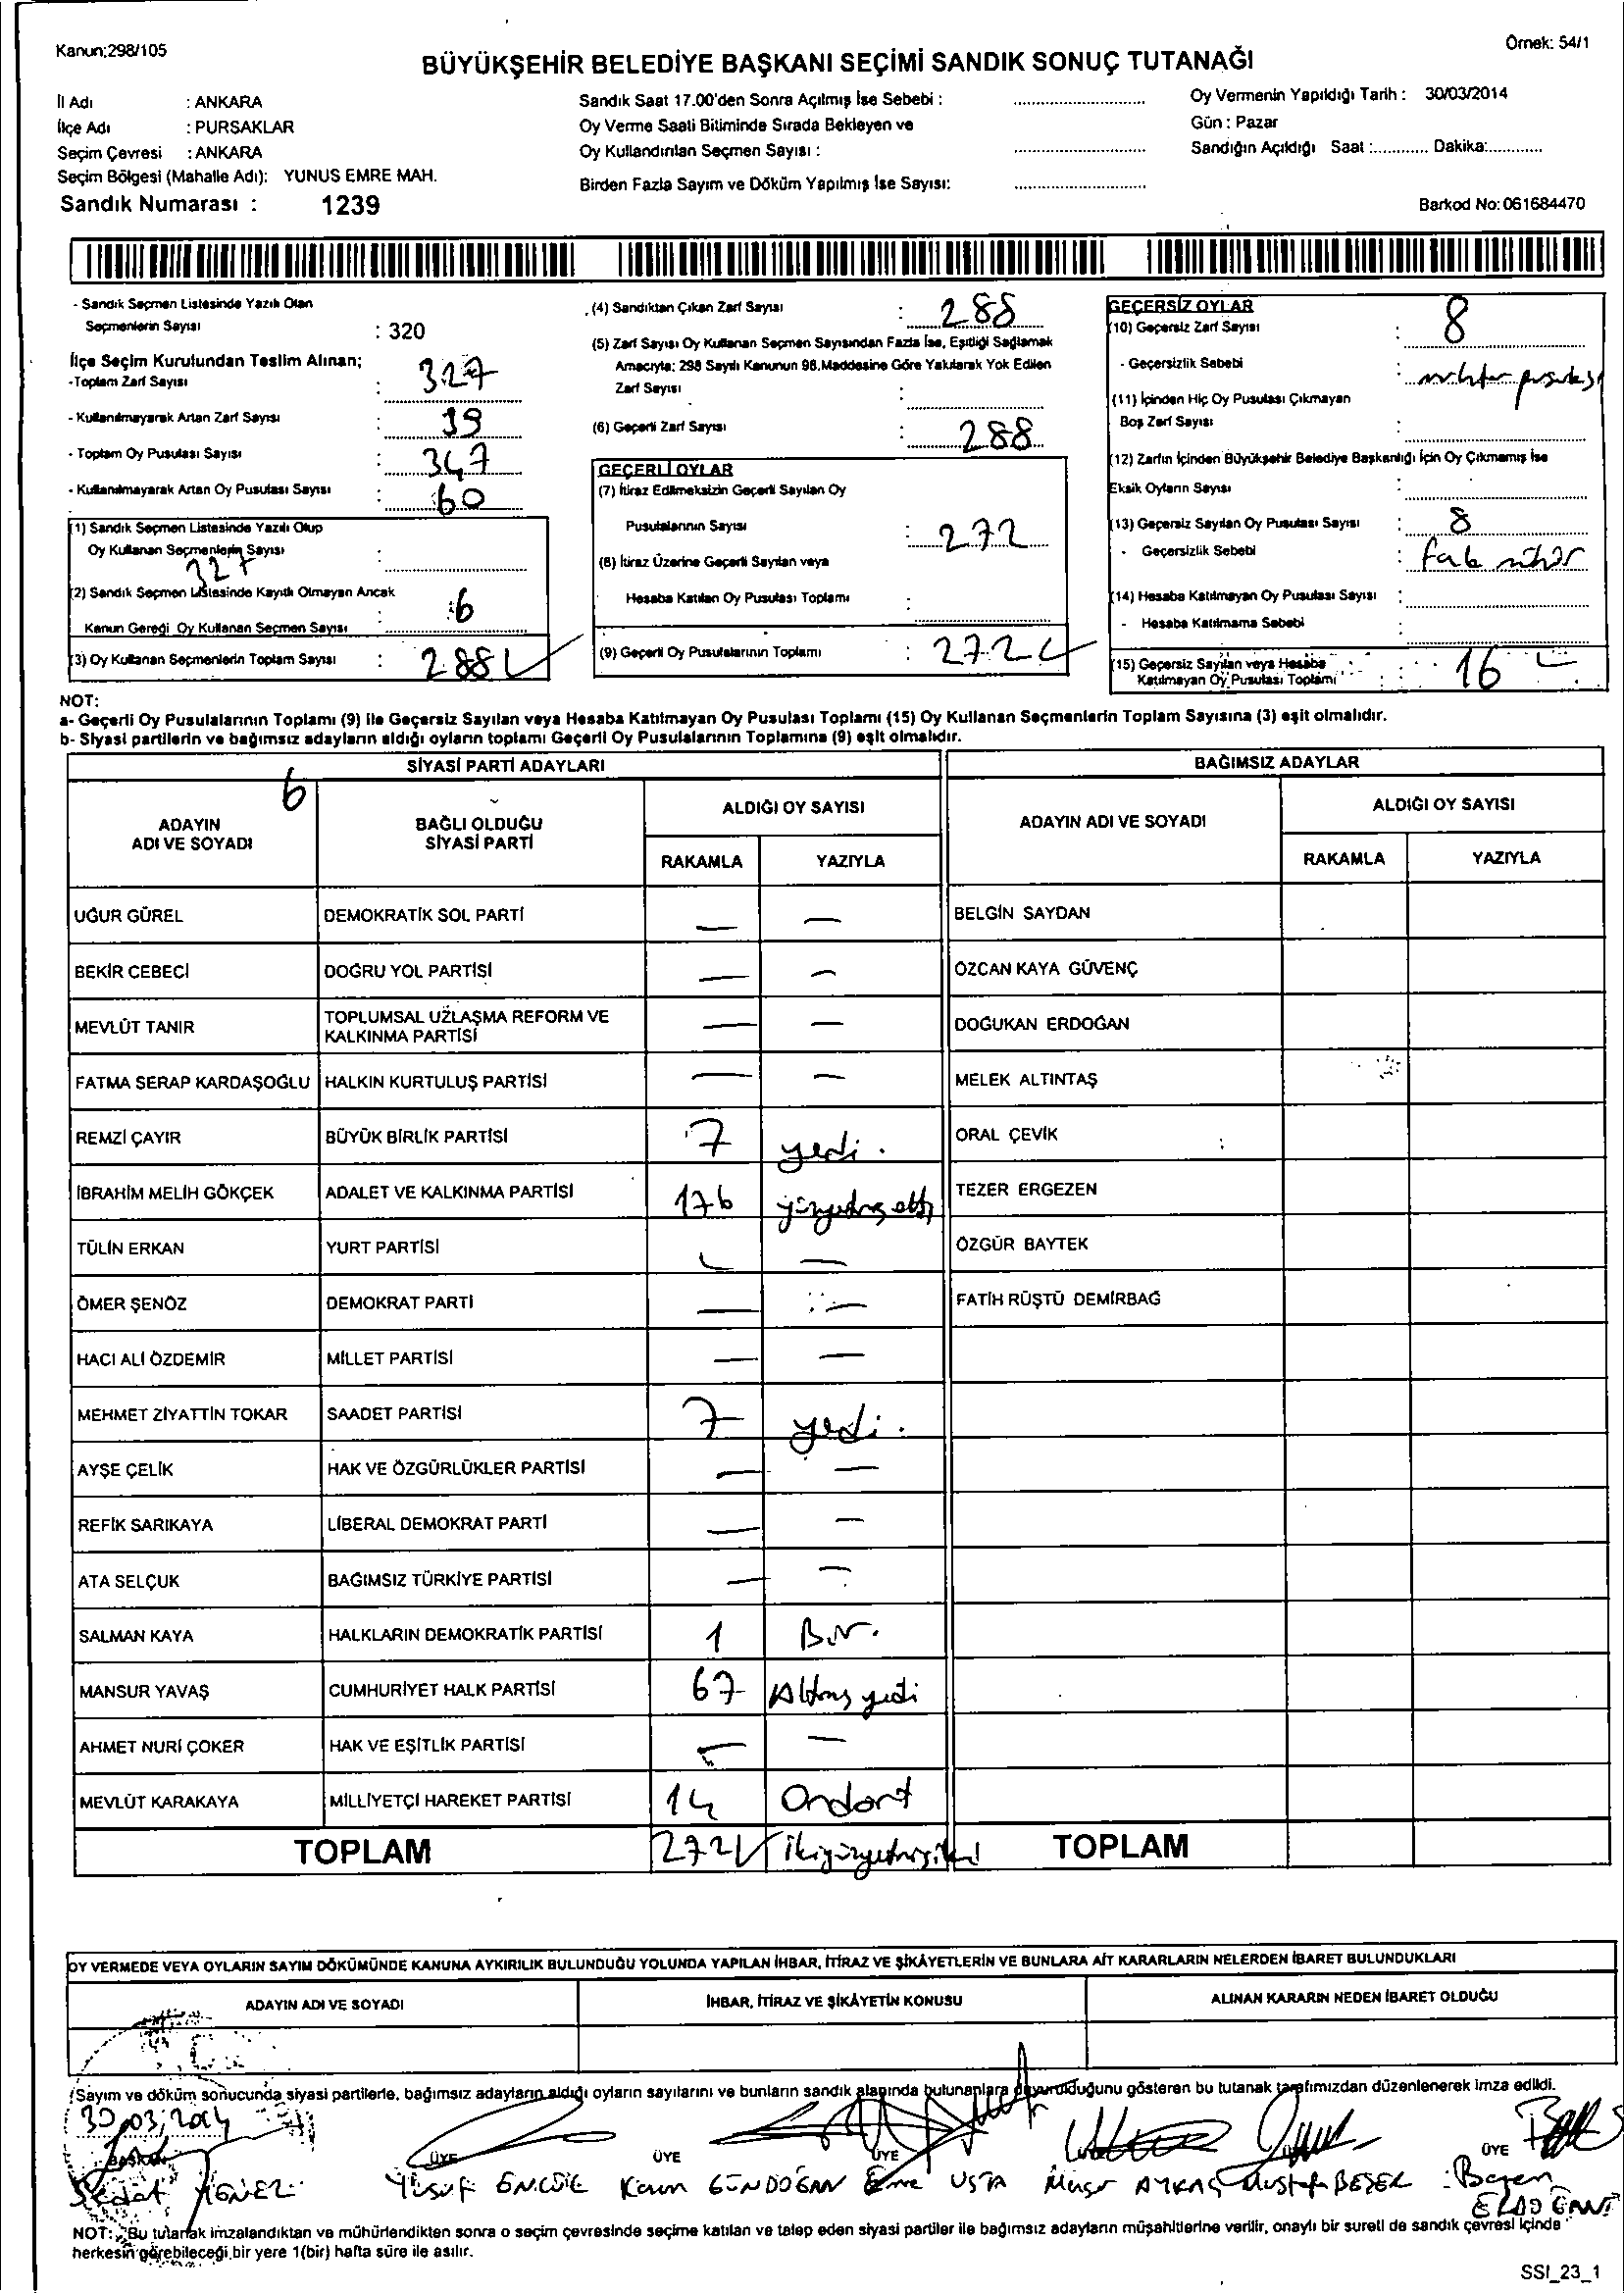 Kanun:298/105
Örnek: 54/1
BÜYÜKŞEHİR BELEDİYE BAŞKANI SEÇİMİ SANDIK SONUÇ TUTANAĞI
İl Adı : ANKARA
İlçe Adı : PURSAKLAR
Seçim Çevresi : ANKARA
Seçim Bölgesi (Mahalle Adı): YUNUS EMRE MAH.
Sandık Numarası : 1239
Sandık Saat 17.00'den Sonra Açılmış İse Sebebi :
Oy Verme Saati Bitiminde Sırada Bekleyen ve
Oy Kullandırılan Seçmen Sayısı :
Birden Fazla Sayım ve Döküm Yapılmış İse Sayısı:
Oy Vermenin Yapıldığı Tarih : 30/03/2014
Gün : Pazar
Sandığın Açıldığı Saat :............ Dakika:............
Barkod No: 061684470
- Sandık Seçmen Listesinde Yazılı Olan
Seçmenlerin Sayısı : 320
İlçe Seçim Kurulundan Teslim Alınan;
-Toplam Zarf Sayısı : 327
- Kullanılmayarak Artan Zarf Sayısı : 39
- Toplam Oy Pusulası Sayısı : 347
- Kullanılmayarak Artan Oy Pusulası Sayısı : 60
(1) Sandık Seçmen Listesinde Yazılı Olup
Oy Kullanan Seçmenlerin Sayısı :
327
(2) Sandık Seçmen Listesinde Kayıtlı Olmayan Ancak
Kanun Gereği Oy Kullanan Seçmen Sayısı : 6
(3) Oy Kullanan Seçmenlerin Toplam Sayısı : 288
(4) Sandıktan Çıkan Zarf Sayısı : 288
(5) Zarf Sayısı Oy Kullanan Seçmen Sayısından Fazla İse, Eşitliği Sağlamak
Amacıyla; 298 Sayılı Kanunun 98.Maddesine Göre Yakılarak Yok Edilen
Zarf Sayısı :
(6) Geçerli Zarf Sayısı : 288
GEÇERLİ OYLAR
(7) İtiraz Edilmeksizin Geçerli Sayılan Oy
Pusulalarının Sayısı : 272
(8) İtiraz Üzerine Geçerli Sayılan veya
Hesaba Katılan Oy Pusulası Toplamı :
(9) Geçerli Oy Pusulalarının Toplamı : 272
GEÇERSİZ OYLAR
(10) Geçersiz Zarf Sayısı : 8
- Geçersizlik Sebebi : muhtar pusulası
(11) İçinden Hiç Oy Pusulası Çıkmayan
Boş Zarf Sayısı :
(12) Zarfın İçinden Büyükşehir Belediye Başkanlığı İçin Oy Çıkmamış İse
Eksik Oyların Sayısı :
(13) Geçersiz Sayılan Oy Pusulası Sayısı : 8
- Geçersizlik Sebebi : fazla mühür
(14) Hesaba Katılmayan Oy Pusulası Sayısı :
- Hesaba Katılmama Sebebi :
(15) Geçersiz Sayılan veya Hesaba
Katılmayan Oy Pusulası Toplamı : 16
NOT:
a- Geçerli Oy Pusulalarının Toplamı (9) ile Geçersiz Sayılan veya Hesaba Katılmayan Oy Pusulası Toplamı (15) Oy Kullanan Seçmenlerin Toplam Sayısına (3) eşit olmalıdır.
b- Siyasi partilerin ve bağımsız adayların aldığı oyların toplamı Geçerli Oy Pusulalarının Toplamına (9) eşit olmalıdır.
SİYASİ PARTİ ADAYLARI
BAĞIMSIZ ADAYLAR
6
ADAYIN ADI VE SOYADI
BAĞLI OLDUĞU SİYASİ PARTİ
ALDIĞI OY SAYISI
RAKAMLA YAZIYLA
ADAYIN ADI VE SOYADI
ALDIĞI OY SAYISI
RAKAMLA YAZIYLA
UĞUR GÜREL DEMOKRATİK SOL PARTİ — — BELGİN SAYDAN
BEKİR CEBECİ DOĞRU YOL PARTİSİ — — ÖZCAN KAYA GÜVENÇ
MEVLÜT TANIR TOPLUMSAL UZLAŞMA REFORM VE KALKINMA PARTİSİ — — DOĞUKAN ERDOĞAN
FATMA SERAP KARDAŞOĞLU HALKIN KURTULUŞ PARTİSİ — — MELEK ALTINTAŞ
REMZİ ÇAYIR BÜYÜK BİRLİK PARTİSİ 7 yedi. ORAL ÇEVİK
İBRAHİM MELİH GÖKÇEK ADALET VE KALKINMA PARTİSİ 176 yüzyetmiş altı TEZER ERGEZEN
TÜLİN ERKAN YURT PARTİSİ — — ÖZGÜR BAYTEK
ÖMER ŞENÖZ DEMOKRAT PARTİ — — FATİH RÜŞTÜ DEMİRBAĞ
HACI ALİ ÖZDEMİR MİLLET PARTİSİ — —
MEHMET ZİYATTİN TOKAR SAADET PARTİSİ 7 yedi.
AYŞE ÇELİK HAK VE ÖZGÜRLÜKLER PARTİSİ — —
REFİK SARIKAYA LİBERAL DEMOKRAT PARTİ — —
ATA SELÇUK BAĞIMSIZ TÜRKİYE PARTİSİ — —
SALMAN KAYA HALKLARIN DEMOKRATİK PARTİSİ 1 Bir.
MANSUR YAVAŞ CUMHURİYET HALK PARTİSİ 67 Altmış yedi
AHMET NURİ ÇOKER HAK VE EŞİTLİK PARTİSİ — —
MEVLÜT KARAKAYA MİLLİYETÇİ HAREKET PARTİSİ 14 Ondört
TOPLAM 272 ikiyüzyetmişiki TOPLAM
OY VERMEDE VEYA OYLARIN SAYIM DÖKÜMÜNDE KANUNA AYKIRILIK BULUNDUĞU YOLUNDA YAPILAN İHBAR, İTİRAZ VE ŞİKÂYETLERİN VE BUNLARA AİT KARARLARIN NELERDEN İBARET BULUNDUKLARI
ADAYIN ADI VE SOYADI İHBAR, İTİRAZ VE ŞİKÂYETİN KONUSU ALINAN KARARIN NEDEN İBARET OLDUĞU
Sayım ve döküm sonucunda siyasi partilerle, bağımsız adayların aldığı oyların sayılarını ve bunların sandık alanında bulunanlara duyurulduğunu gösteren bu tutanak tarafımızdan düzenlenerek imza edildi.
30/03/2014
BAŞKAN ÜYE ÜYE ÜYE ÜYE
Sedat Yusuf Kaan GÜNDOĞAN Emre USTA Mustafa BEŞER
ERDOĞAN
NOT: Bu tutanak imzalandıktan ve mühürlendikten sonra o seçim çevresinde seçime katılan ve talep eden siyasi partiler ile bağımsız adayların müşahitlerine verilir, onaylı bir sureti de sandık çevresi içinde
herkesin görebileceği bir yere 1(bir) hafta süre ile asılır.
SSI_23_1